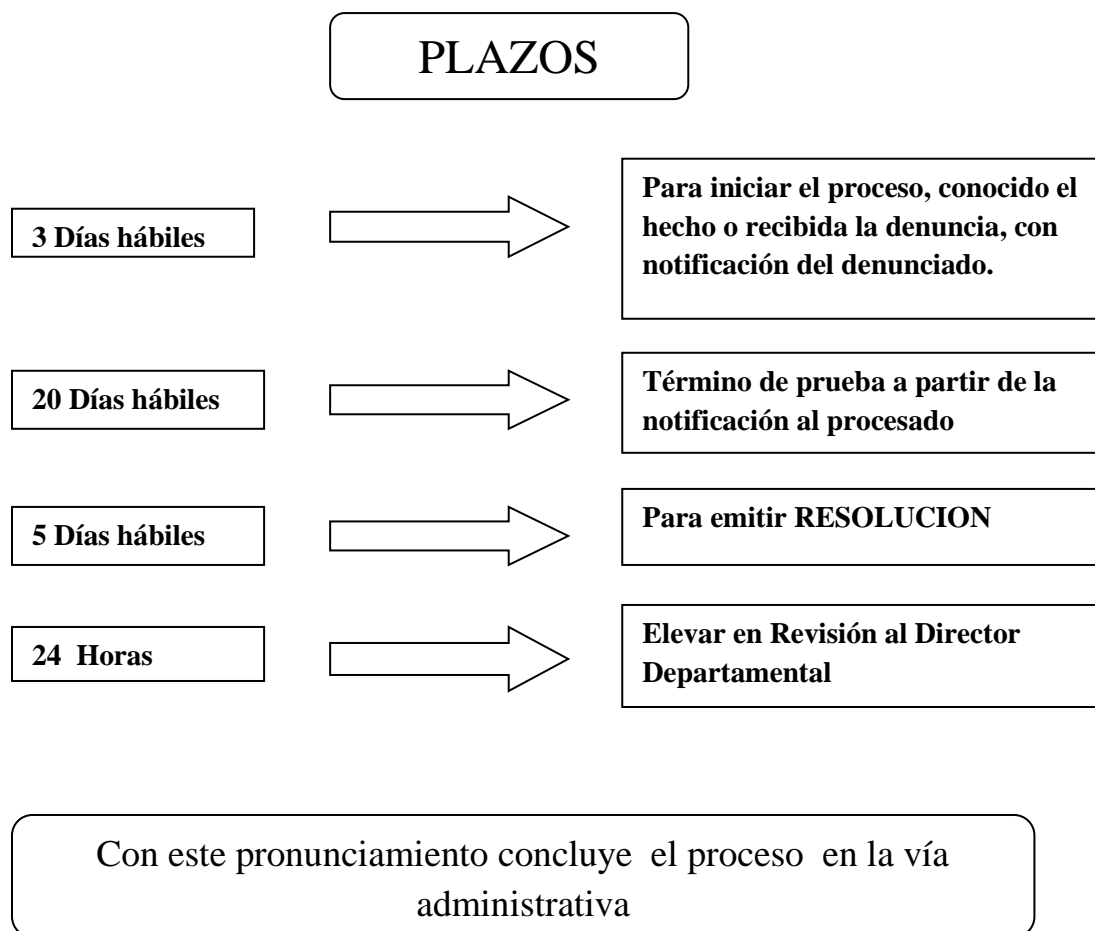 PLAZOS
3 Días hábiles
Para iniciar el proceso, conocido el
hecho o recibida la denuncia, con
notificación del denunciado.
20 Días hábiles
Término de prueba a partir de la
notificación al procesado
5 Días hábiles
Para emitir RESOLUCION
24 Horas
Elevar en Revisión al Director
Departamental
Con este pronunciamiento concluye el proceso en la vía
administrativa